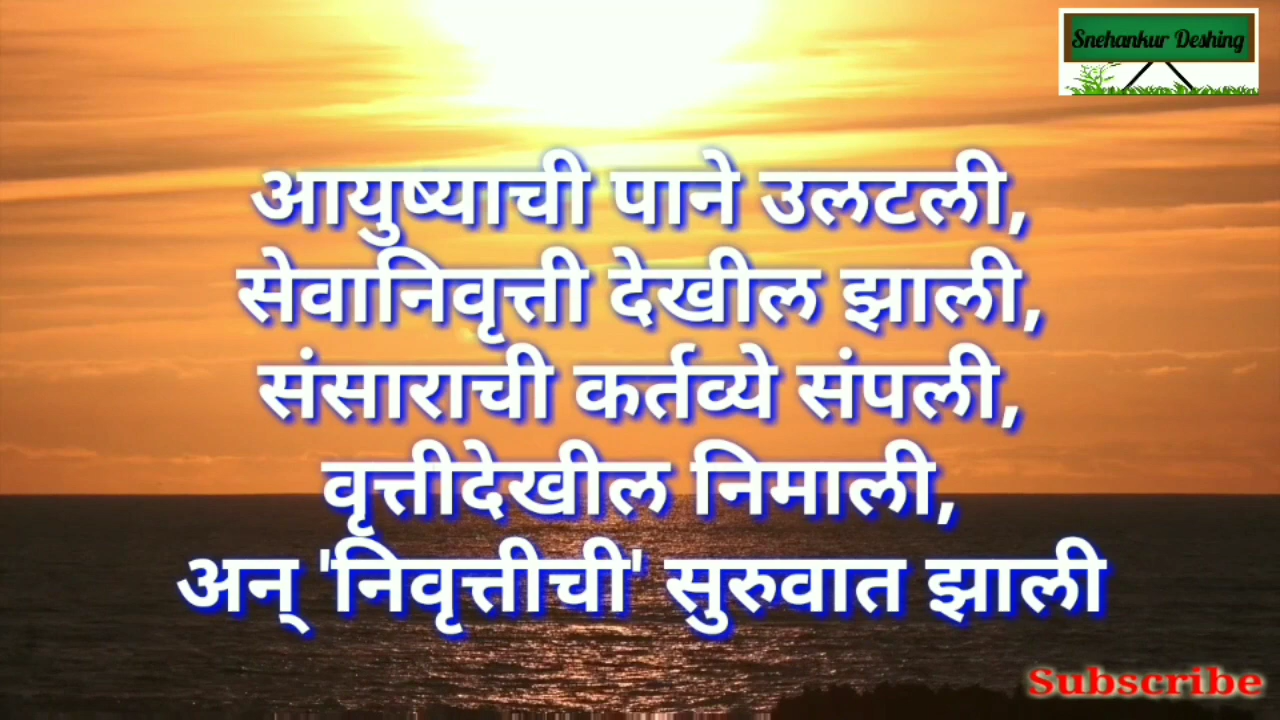 Snehankur Deshing
आयुष्याची पाने उलटली,
सेवानिवृत्ती देखील झाली,
संसाराची कर्तव्ये संपली,
वृत्तीदेखील निमाली,
अन् 'निवृत्तीची' सुरुवात झाली
Subscribe